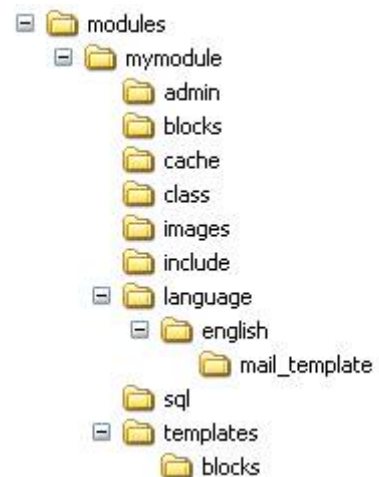 modules
mymodule
admin
blocks
cache
class
images
include
language
english
mail_template
sql
templates
blocks